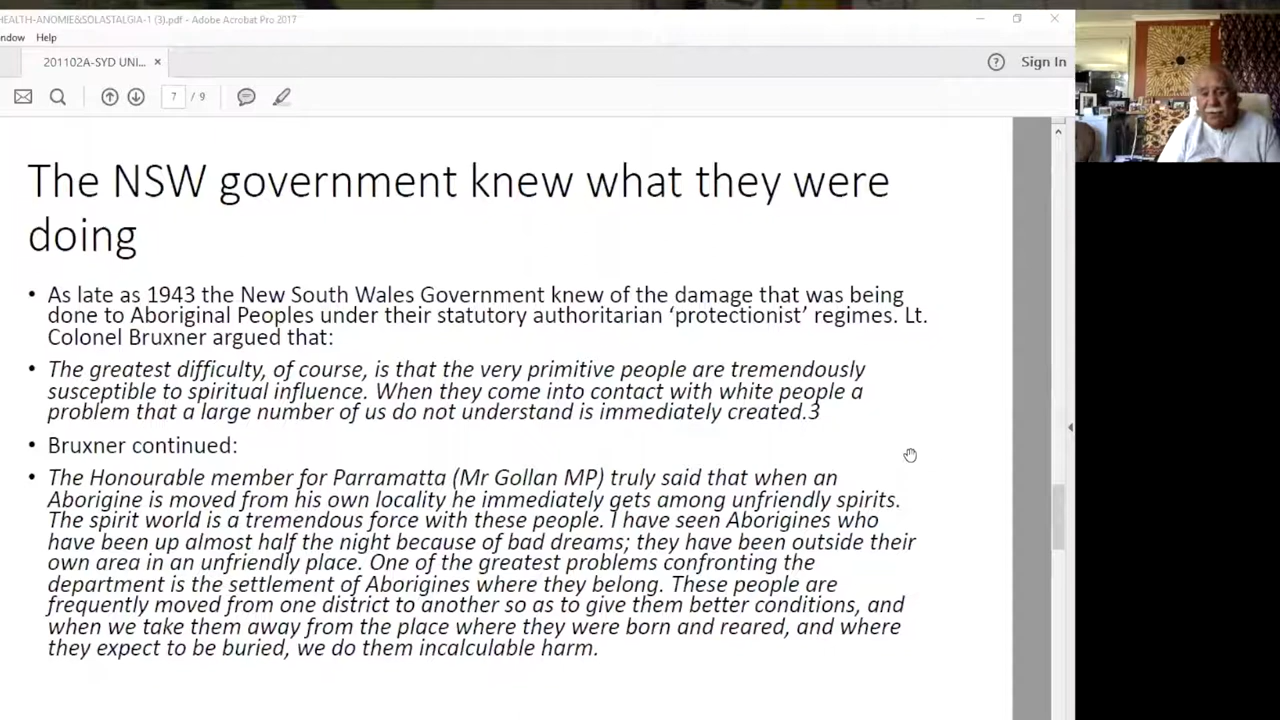 HEALTH-ANOMIE&SOLASTALGIA-1 (3).pdf - Adobe Acrobat Pro 2017
ndow Help
201102A-SYD UNI... ×
? Sign In
7 / 9
The NSW government knew what they were
doing
• As late as 1943 the New South Wales Government knew of the damage that was being
done to Aboriginal Peoples under their statutory authoritarian ‘protectionist’ regimes. Lt.
Colonel Bruxner argued that:
• The greatest difficulty, of course, is that the very primitive people are tremendously
susceptible to spiritual influence. When they come into contact with white people a
problem that a large number of us do not understand is immediately created.3
• Bruxner continued:
• The Honourable member for Parramatta (Mr Gollan MP) truly said that when an
Aborigine is moved from his own locality he immediately gets among unfriendly spirits.
The spirit world is a tremendous force with these people. I have seen Aborigines who
have been up almost half the night because of bad dreams; they have been outside their
own area in an unfriendly place. One of the greatest problems confronting the
department is the settlement of Aborigines where they belong. These people are
frequently moved from one district to another so as to give them better conditions, and
when we take them away from the place where they were born and reared, and where
they expect to be buried, we do them incalculable harm.